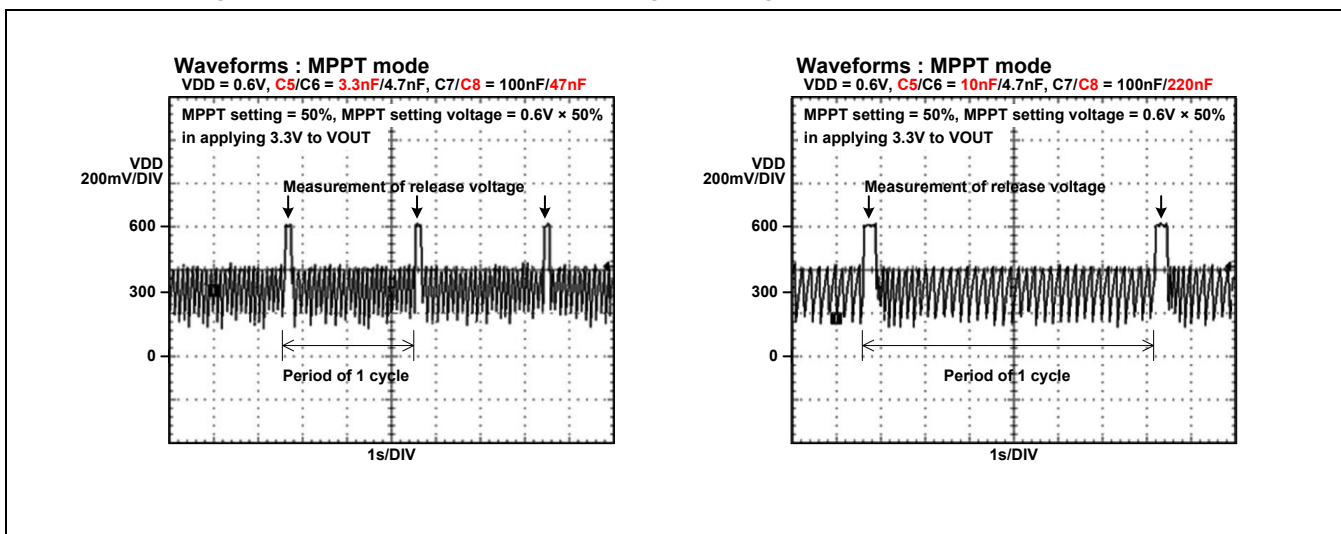 Waveforms : MPPT mode
VDD = 0.6V, C5/C6 = 3.3nF/4.7nF, C7/C8 = 100nF/47nF
MPPT setting = 50%, MPPT setting voltage = 0.6V × 50%
in applying 3.3V to VOUT
VDD
200mV/DIV
Measurement of release voltage
600
300
0
Period of 1 cycle
1s/DIV
Waveforms : MPPT mode
VDD = 0.6V, C5/C6 = 10nF/4.7nF, C7/C8 = 100nF/220nF
MPPT setting = 50%, MPPT setting voltage = 0.6V × 50%
in applying 3.3V to VOUT
VDD
200mV/DIV
Measurement of release voltage
600
300
0
Period of 1 cycle
1s/DIV